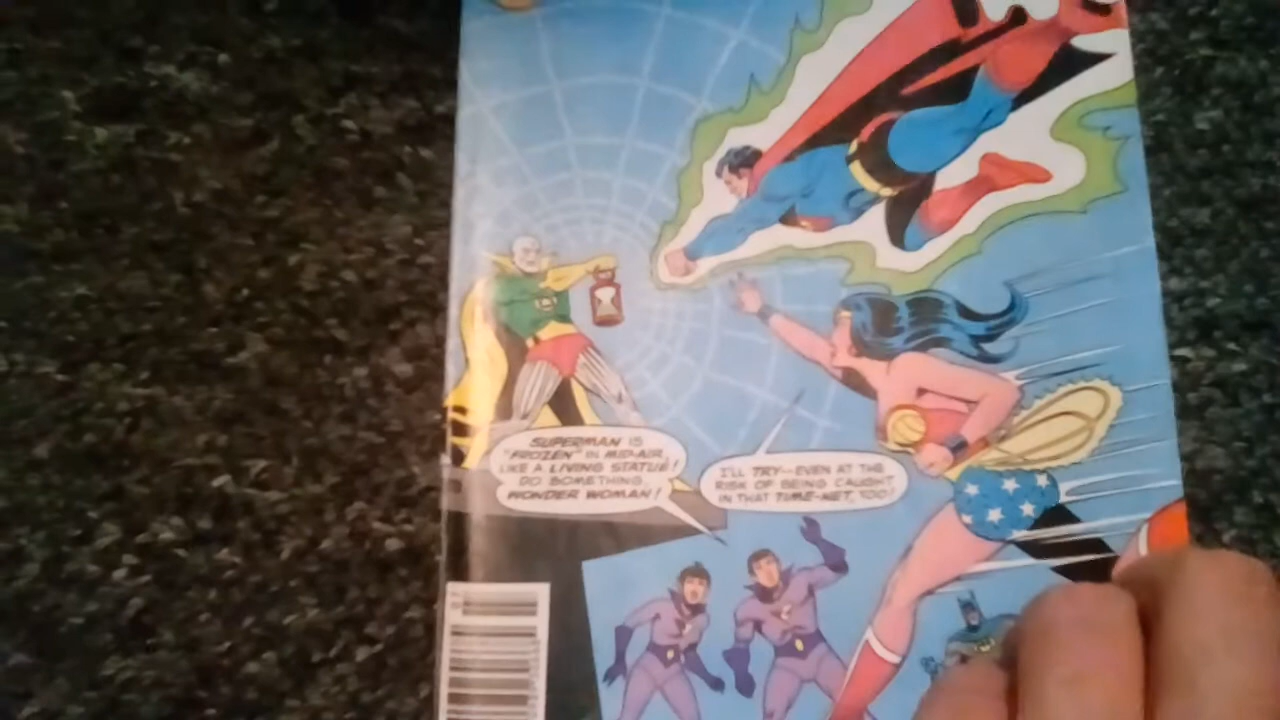 SUPERMAN IS
"FROZEN" IN MID-AIR
LIKE A LIVING STATUE!
DO SOMETHING,
WONDER WOMAN!
I'LL TRY--EVEN AT THE
RISK OF BEING CAUGHT
IN THAT TIME-NET, TOO!